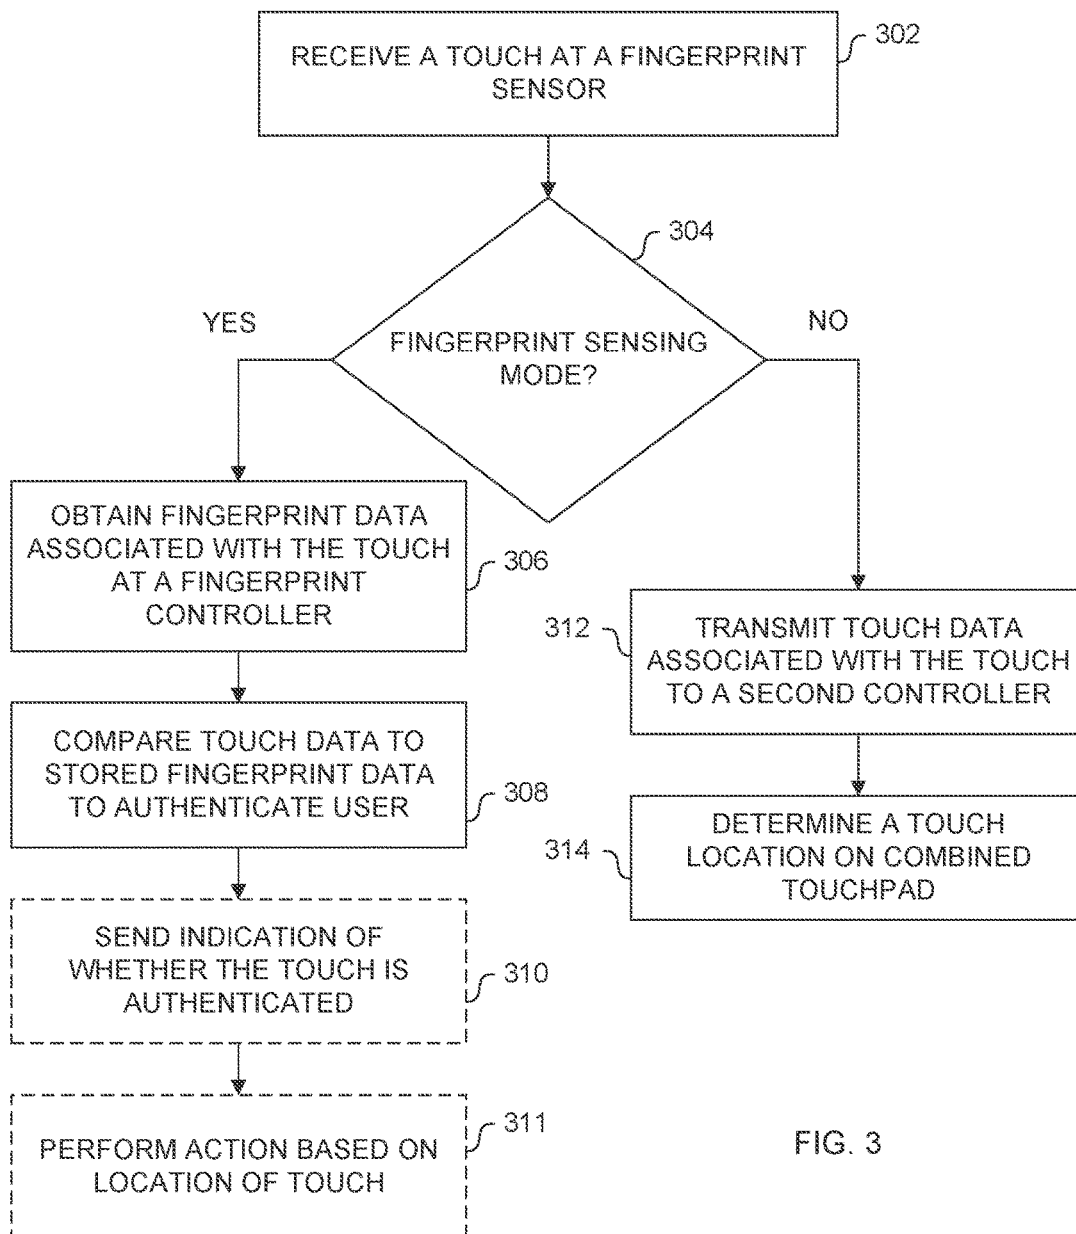 RECEIVE A TOUCH AT A FINGERPRINT
SENSOR
302
304
YES
NO
FINGERPRINT SENSING
MODE?
OBTAIN FINGERPRINT DATA
ASSOCIATED WITH THE TOUCH
AT A FINGERPRINT
CONTROLLER
306
312
TRANSMIT TOUCH DATA
ASSOCIATED WITH THE TOUCH
TO A SECOND CONTROLLER
COMPARE TOUCH DATA TO
STORED FINGERPRINT DATA
TO AUTHENTICATE USER
308
314
DETERMINE A TOUCH
LOCATION ON COMBINED
TOUCHPAD
SEND INDICATION OF
WHETHER THE TOUCH IS
AUTHENTICATED
310
PERFORM ACTION BASED ON
LOCATION OF TOUCH
311
FIG. 3